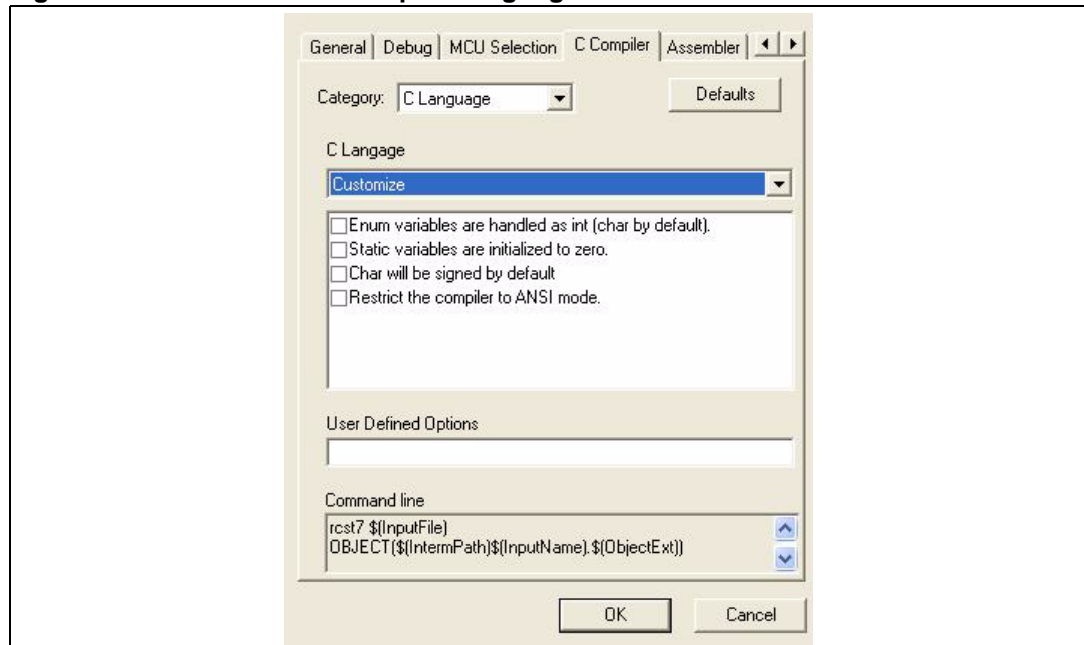 General Debug MCU Selection C Compiler Assembler
Category: C Language Defaults
C Langage
Customize
Enum variables are handled as int (char by default).
Static variables are initialized to zero.
Char will be signed by default
Restrict the compiler to ANSI mode.
User Defined Options
Command line
rcst7 $(InputFile)
OBJECT($(IntermPath)$(InputName).$(ObjectExt))
OK Cancel